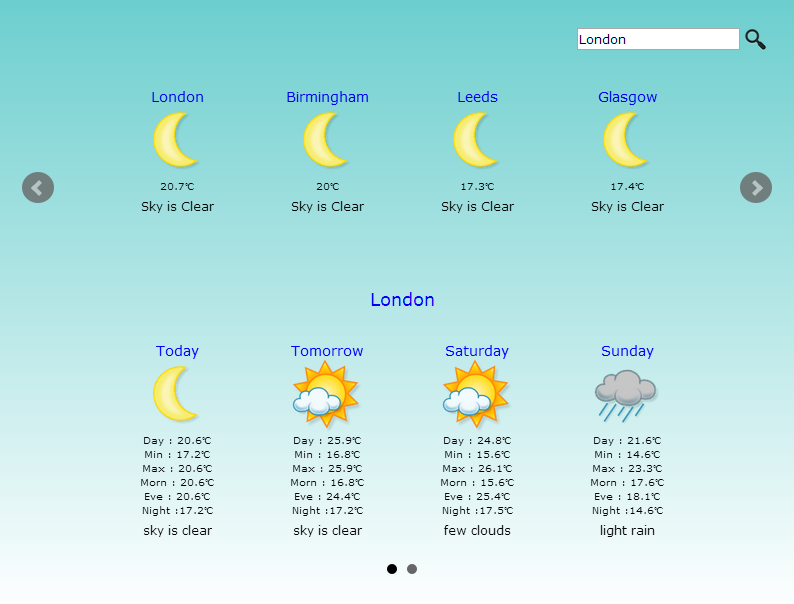 London
London Birmingham Leeds Glasgow
20.7℃ 20℃ 17.3℃ 17.4℃
Sky is Clear Sky is Clear Sky is Clear Sky is Clear
London
Today Tomorrow Saturday Sunday
Day : 20.6℃ Day : 25.9℃ Day : 24.8℃ Day : 21.6℃
Min : 17.2℃ Min : 16.8℃ Min : 15.6℃ Min : 14.6℃
Max : 20.6℃ Max : 25.9℃ Max : 26.1℃ Max : 23.3℃
Morn : 20.6℃ Morn : 16.8℃ Morn : 15.6℃ Morn : 17.6℃
Eve : 20.6℃ Eve : 24.4℃ Eve : 25.4℃ Eve : 18.1℃
Night :17.2℃ Night :17.2℃ Night :17.5℃ Night :14.6℃
sky is clear sky is clear few clouds light rain